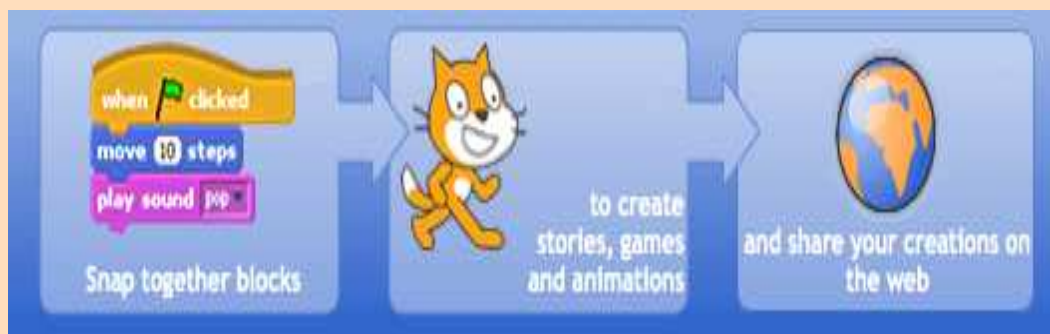 when clicked
move 10 steps
play sound pop
Snap together blocks
to create
stories, games
and animations
and share your creations on
the web